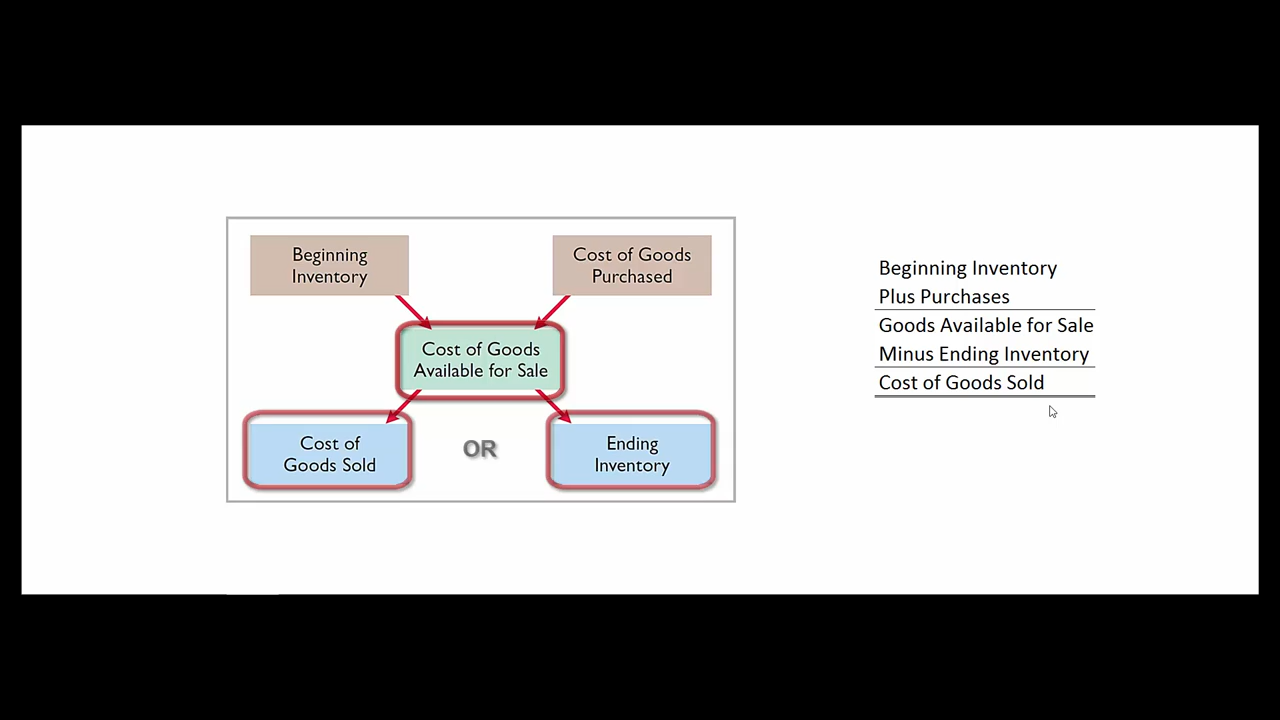 Beginning
Inventory
Cost of Goods
Purchased
Cost of Goods
Available for Sale
Cost of
Goods Sold
OR
Ending
Inventory
Beginning Inventory
Plus Purchases
Goods Available for Sale
Minus Ending Inventory
Cost of Goods Sold